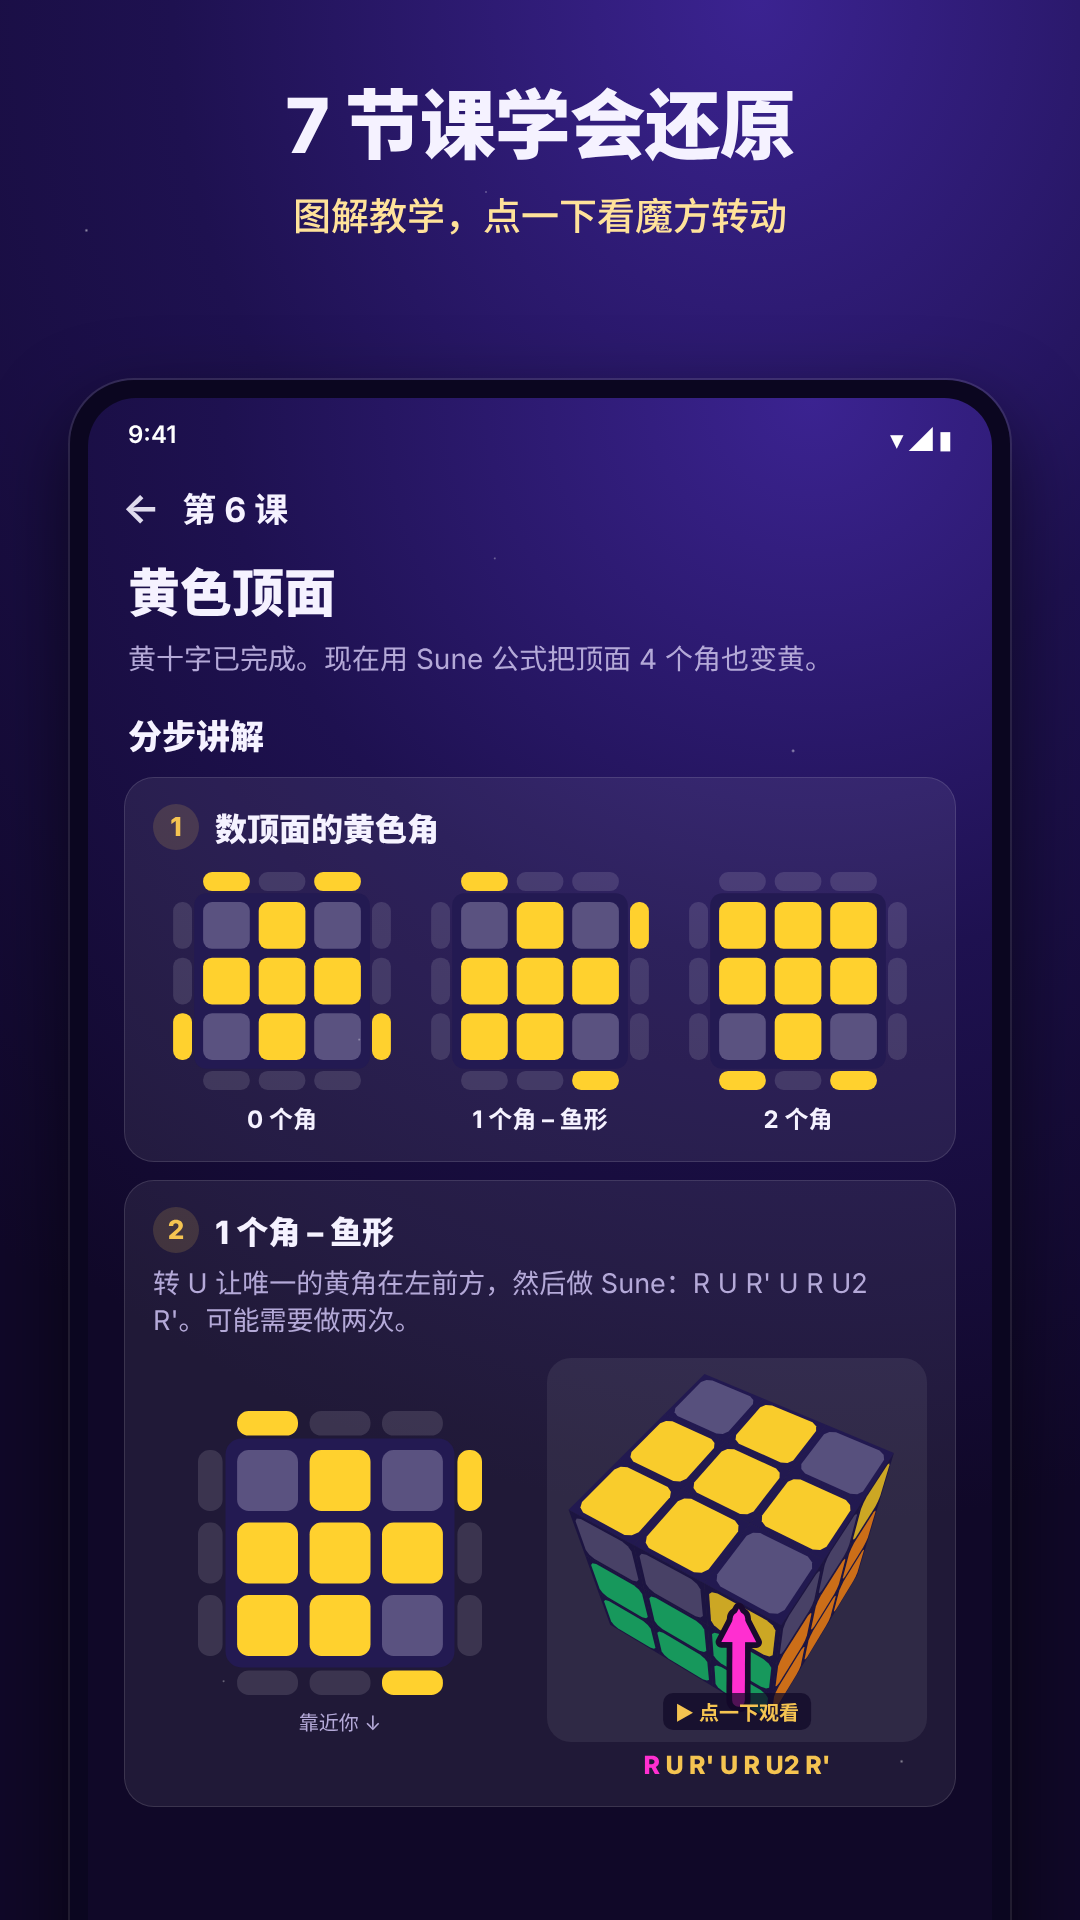 7 节课学会还原
图解教学，点一下看魔方转动
9:41
← 第 6 课
黄色顶面
黄十字已完成。现在用 Sune 公式把顶面 4 个角也变黄。
分步讲解
1 数顶面的黄色角
0 个角
1 个角 – 鱼形
2 个角
2 1 个角 – 鱼形
转 U 让唯一的黄角在左前方，然后做 Sune：R U R' U R U2
R'。可能需要做两次。
靠近你 ↓
▶ 点一下观看
R U R' U R U2 R'